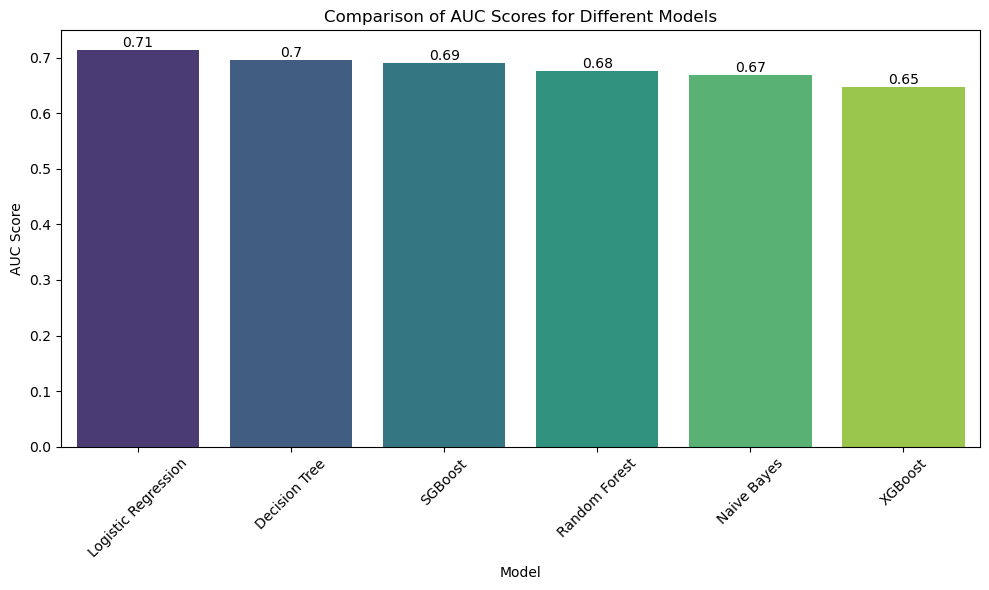 Comparison of AUC Scores for Different Models
0.71
0.7
0.69
0.68
0.67
0.65
0.7
0.6
0.5
0.4
0.3
0.2
0.1
0.0
AUC Score
Logistic Regression
Decision Tree
SGBoost
Random Forest
Naive Bayes
XGBoost
Model